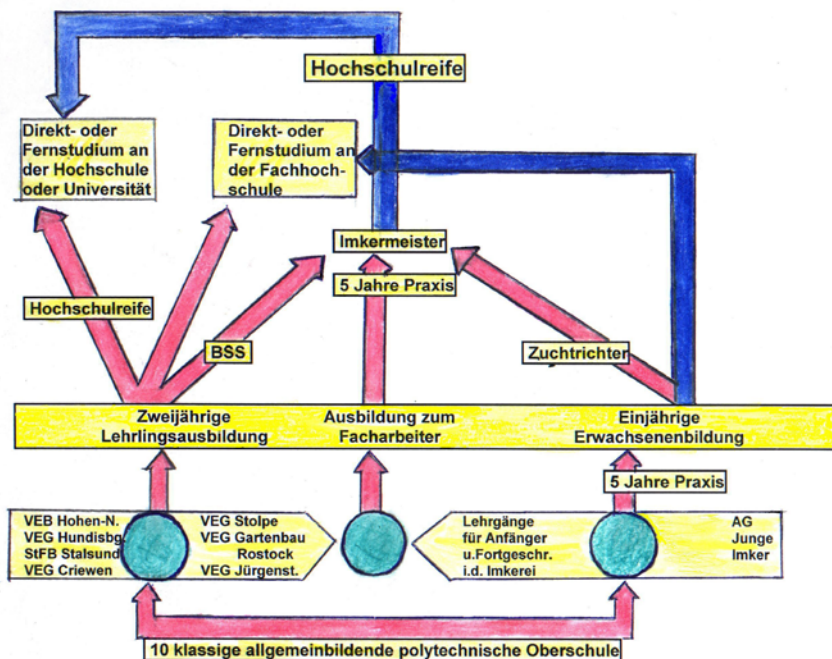 Hochschulreife
Direkt- oder
Fernstudium an
der Hochschule
oder Universität
Direkt- oder
Fernstudium an
der Fachhoch-
schule
Imkermeister
5 Jahre Praxis
Hochschulreife
BSS
Zuchtrichter
Zweijährige
Lehrlingsausbildung
Ausbildung zum
Facharbeiter
Einjährige
Erwachsenenbildung
5 Jahre Praxis
VEB Hohen-N.
VEG Hundisbg.
StFB Stalsund
VEG Criewen
VEG Stolpe
VEG Gartenbau
Rostock
VEG Jürgenst.
Lehrgänge
für Anfänger
u.Fortgeschr.
i.d. Imkerei
AG
Junge
Imker
10 klassige allgemeinbildende polytechnische Oberschule